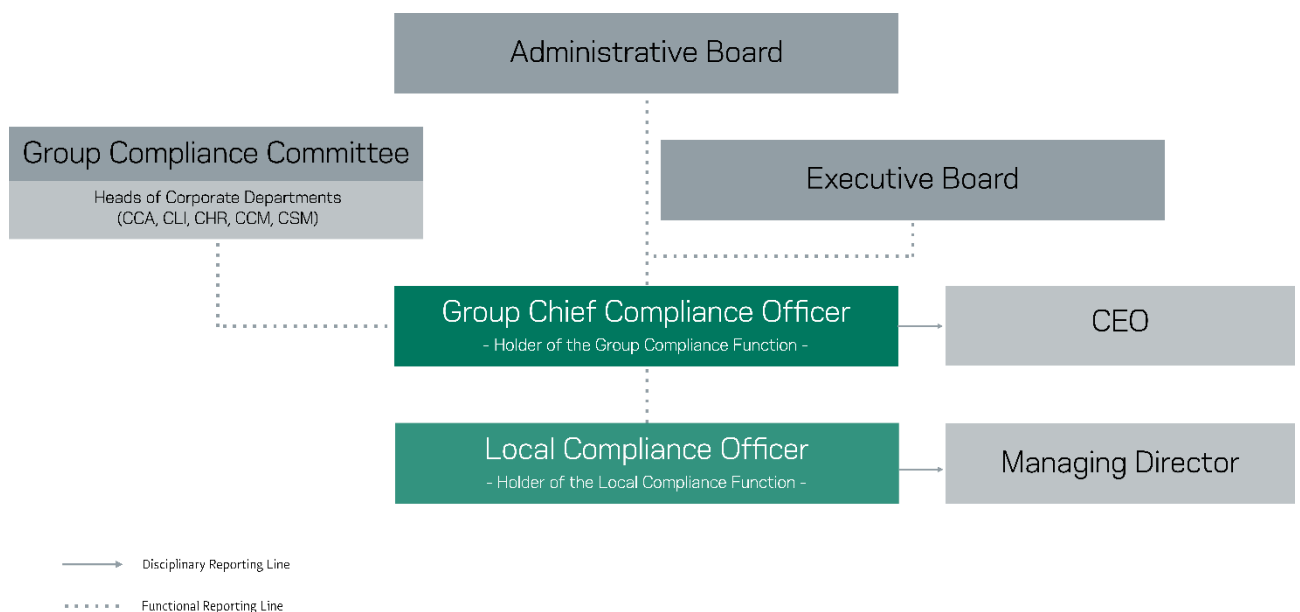 Administrative Board
Group Compliance Committee
Heads of Corporate Departments
(CCA, CLI, CHR, CCM, CSM)
Executive Board
Group Chief Compliance Officer
- Holder of the Group Compliance Function -
CEO
Local Compliance Officer
- Holder of the Local Compliance Function -
Managing Director
Disciplinary Reporting Line
Functional Reporting Line